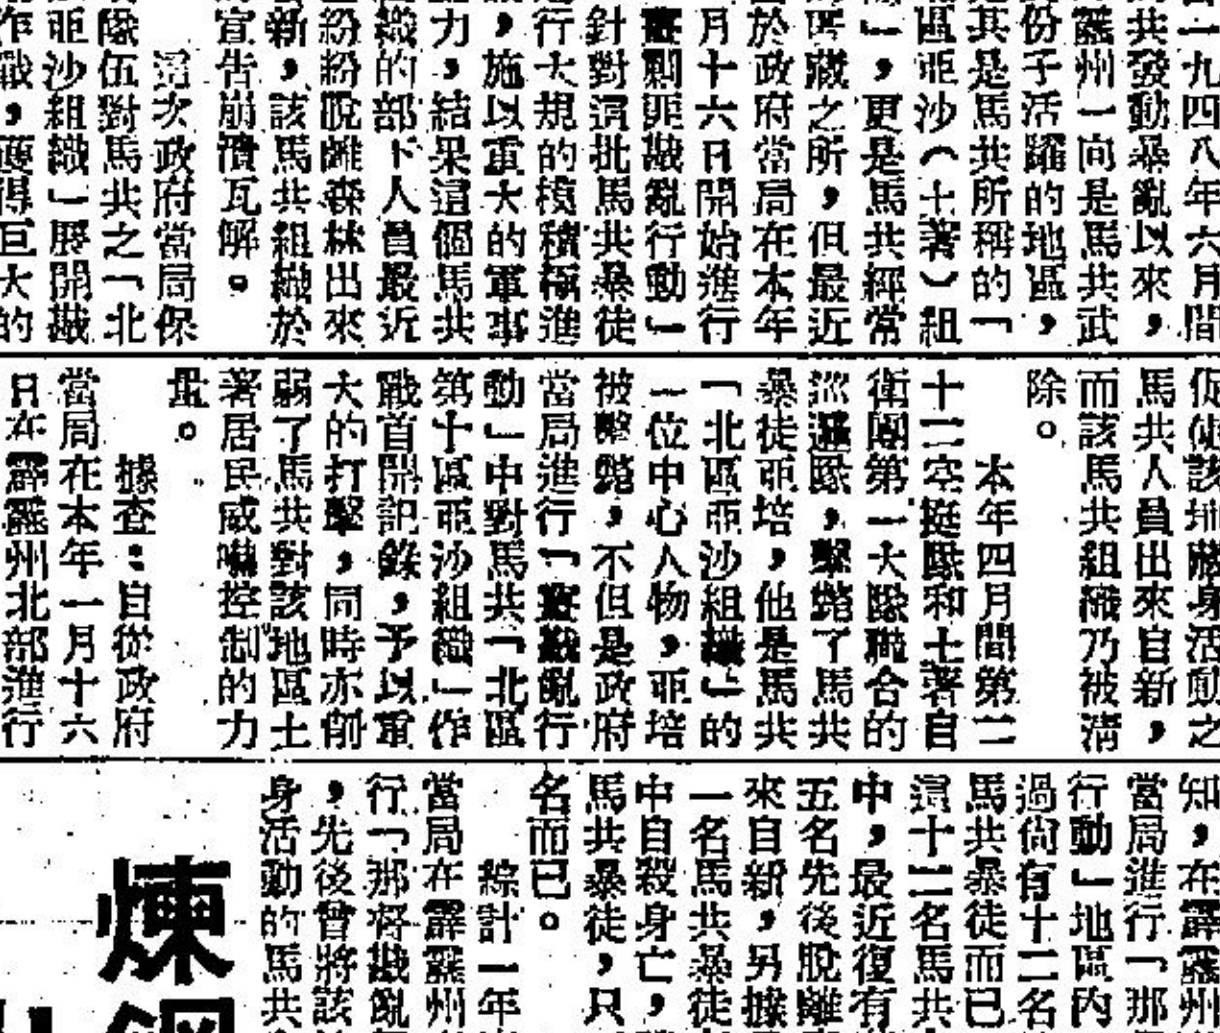 一九四八年六月間
共發動暴亂以來，
靂州一向是馬共武
份子活躍的地區，
其是馬共所稱的「
區亞沙（土著）組
」，更是馬共經常
匿藏之所，但最近
於政府當局在本年
月十六日開始進行
剿匪戡亂行動」
針對這批馬共暴徒
行大規的模積極進
，施以重大的軍事
力，結果這個馬共
織的部下人員最近
紛紛脫離森林出來
新，該馬共組織於
宣告崩潰瓦解。
這次政府當局保
隊伍對馬共之「北
亞沙組織」展開戡
作戰，獲得巨大的
促使該地藏身活動之
馬共人員出來自新，
而該馬共組織乃被清
除。
本年四月間第二
十二空挺隊和土著自
衛團第一大隊聯合的
巡邏隊，擊斃了馬共
暴徒亞培，他是馬共
「北區亞沙組織」的
一位中心人物，亞培
被擊斃，不但是政府
當局進行「戡亂行
動」中對馬共「北區
第十區亞沙組織」作
戰首開記錄，予以重
大的打擊，同時亦削
弱了馬共對該地區土
著居民威嚇控制的力
量。
據查：自從政府
當局在本年一月十六
日在霹靂州北部進行
知，在霹靂州
當局進行「那
行動」地區內
過尙有十二名
馬共暴徒而已
這十二名馬共
中，最近復有
五名先後脫離
來自新，另據
一名馬共暴徒
中自殺身亡，
馬共暴徒，只
名而已。
綜計一年
當局在霹靂州
行「那督戡亂
，先後曾將該
身活動的馬共
煉
鋼